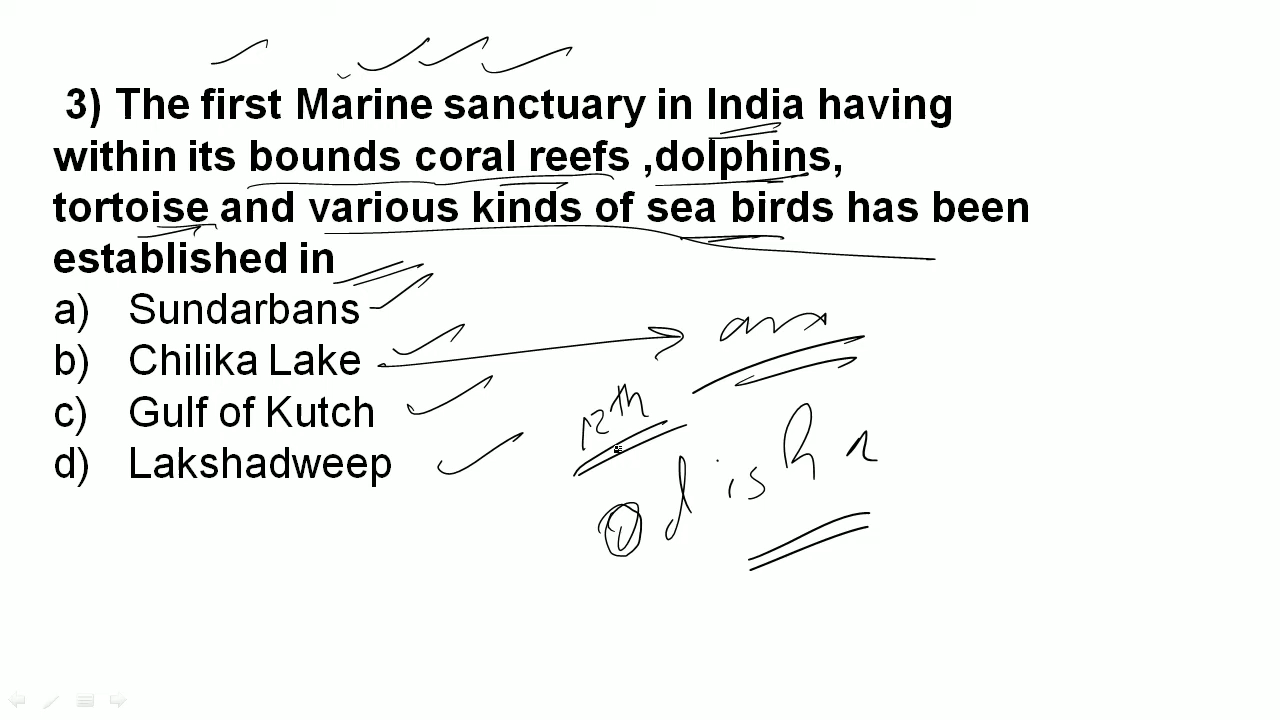 3) The first Marine sanctuary in India having
within its bounds coral reefs ,dolphins,
tortoise and various kinds of sea birds has been
established in
a) Sundarbans
b) Chilika Lake
c) Gulf of Kutch
d) Lakshadweep
12th
Odisha